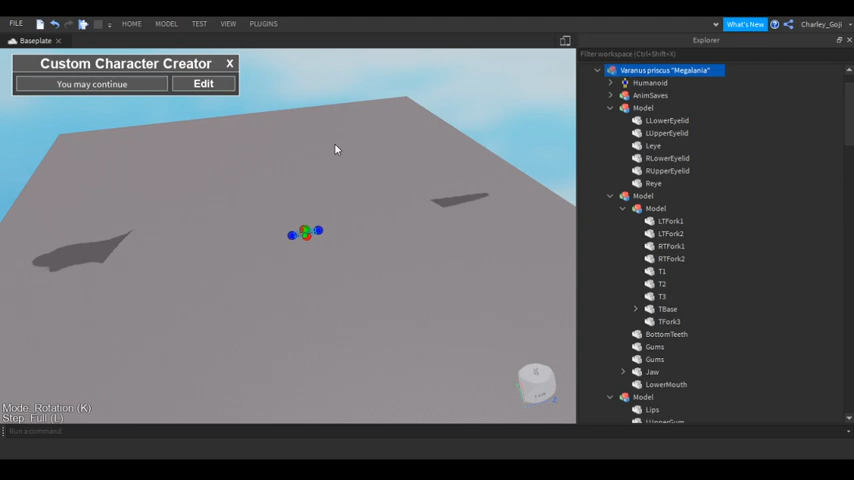 FILE HOME MODEL TEST VIEW PLUGINS What's New Charley_Goji
Baseplate
Explorer
Filter workspace (Ctrl+Shift+X)
Custom Character Creator X
You may continue Edit
Varanus priscus "Megalania"
Humanoid
AnimSaves
Model
LLowerEyelid
LUpperEyelid
Leye
RLowerEyelid
RUpperEyelid
Reye
Model
Model
LTFork1
LTFork2
RTFork1
RTFork2
T1
T2
T3
TBase
TFork3
BottomTeeth
Gums
Gums
Jaw
LowerMouth
Model
Lips
LUpperGum
Mode: Rotation (K)
Step: Full (L)
Run a command